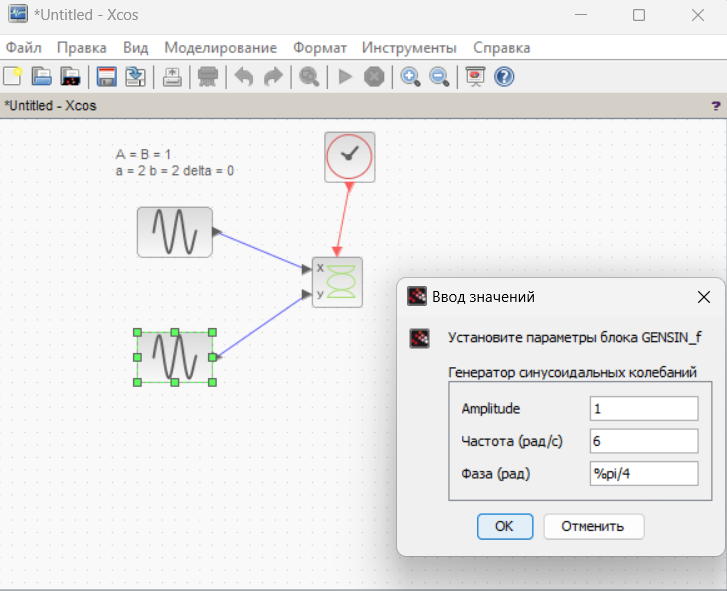 *Untitled - Xcos
Файл Правка Вид Моделирование Формат Инструменты Справка
*Untitled - Xcos ?
A = B = 1
a = 2 b = 2 delta = 0
X
y
Ввод значений
Установите параметры блока GENSIN_f
Генератор синусоидальных колебаний
Amplitude 1
Частота (рад/с) 6
Фаза (рад) %pi/4
OK Отменить